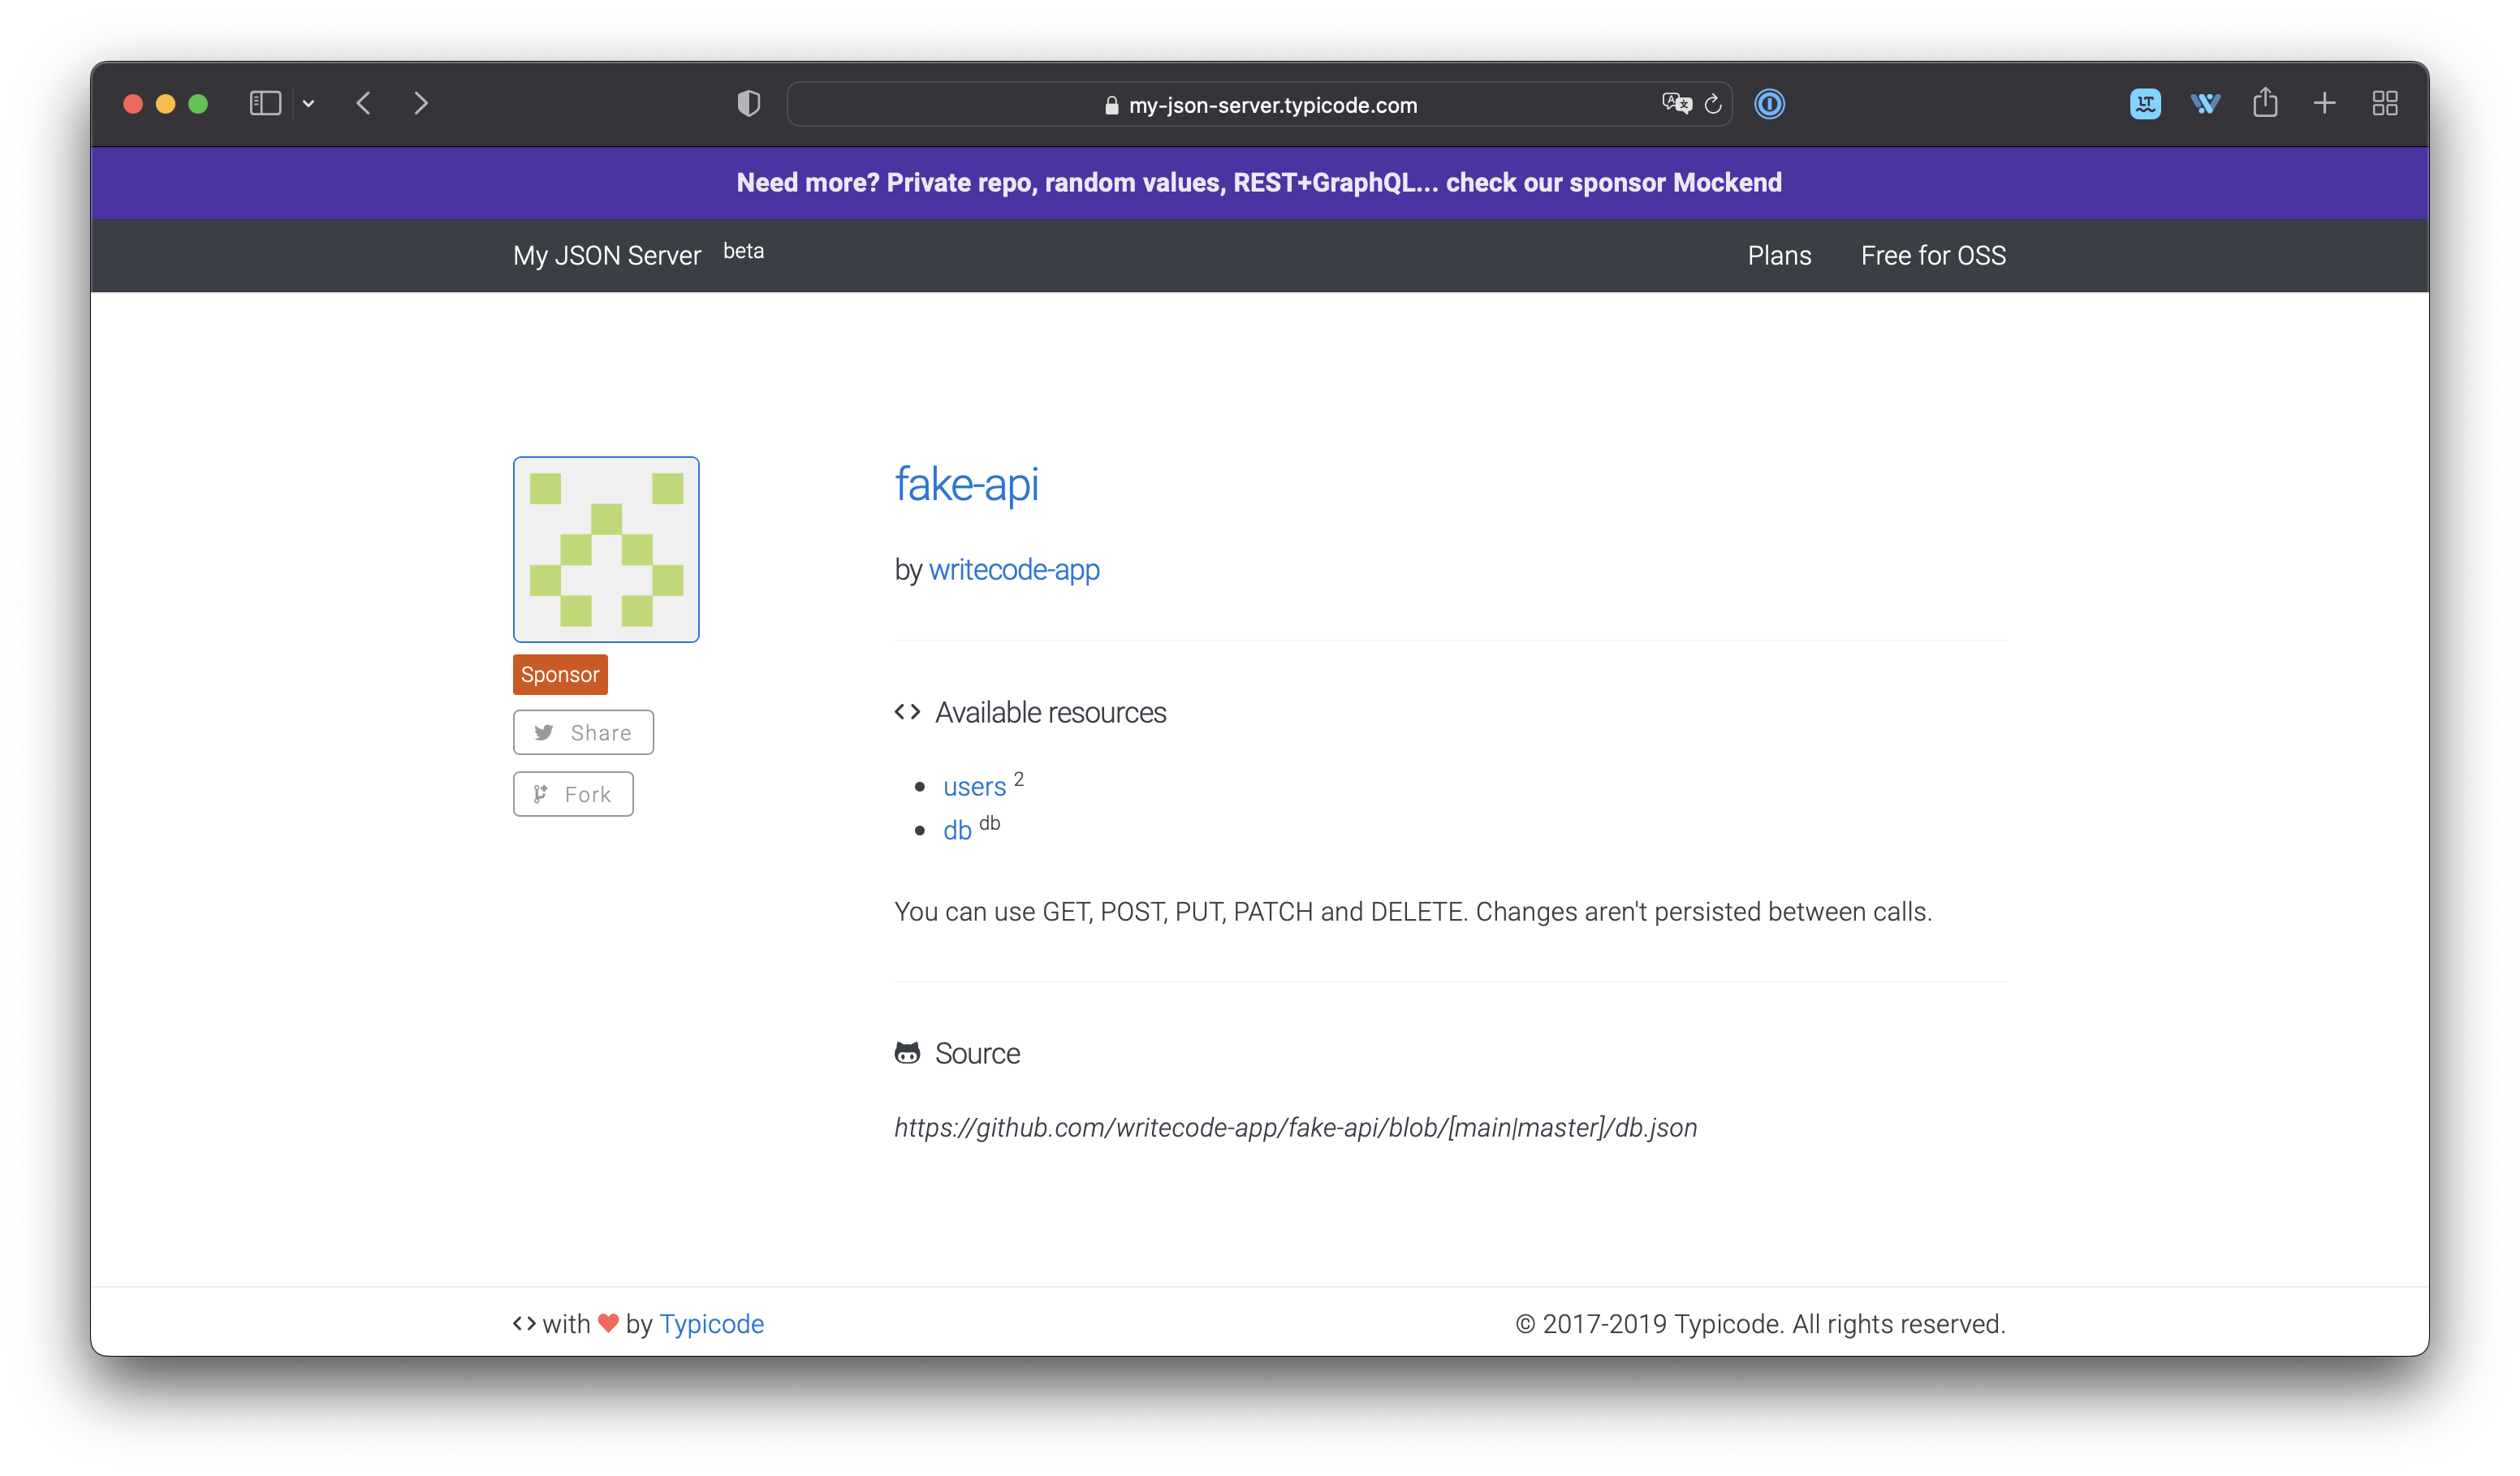 my-json-server.typicode.com
Need more? Private repo, random values, REST+GraphQL... check our sponsor Mockend
My JSON Server beta
Plans Free for OSS
fake-api
by writecode-app
Sponsor
Share
Fork
Available resources
users 2
db db
You can use GET, POST, PUT, PATCH and DELETE. Changes aren't persisted between calls.
Source
https://github.com/writecode-app/fake-api/blob/[main|master]/db.json
<> with ❤ by Typicode
© 2017-2019 Typicode. All rights reserved.